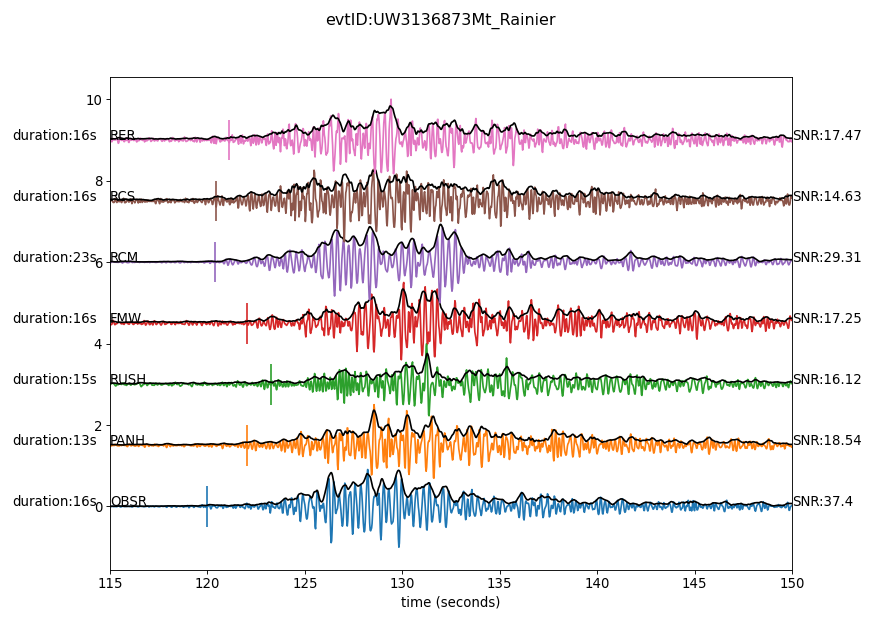 evtID:UW3136873Mt_Rainier
10
duration:16s RER SNR:17.47
8
duration:16s RCS SNR:14.63
duration:23s RCM SNR:29.31
6
duration:16s FMW SNR:17.25
4
duration:15s RUSH SNR:16.12
2
duration:13s PANH SNR:18.54
duration:16s OBSR SNR:37.4
0
115 120 125 130 135 140 145 150
time (seconds)